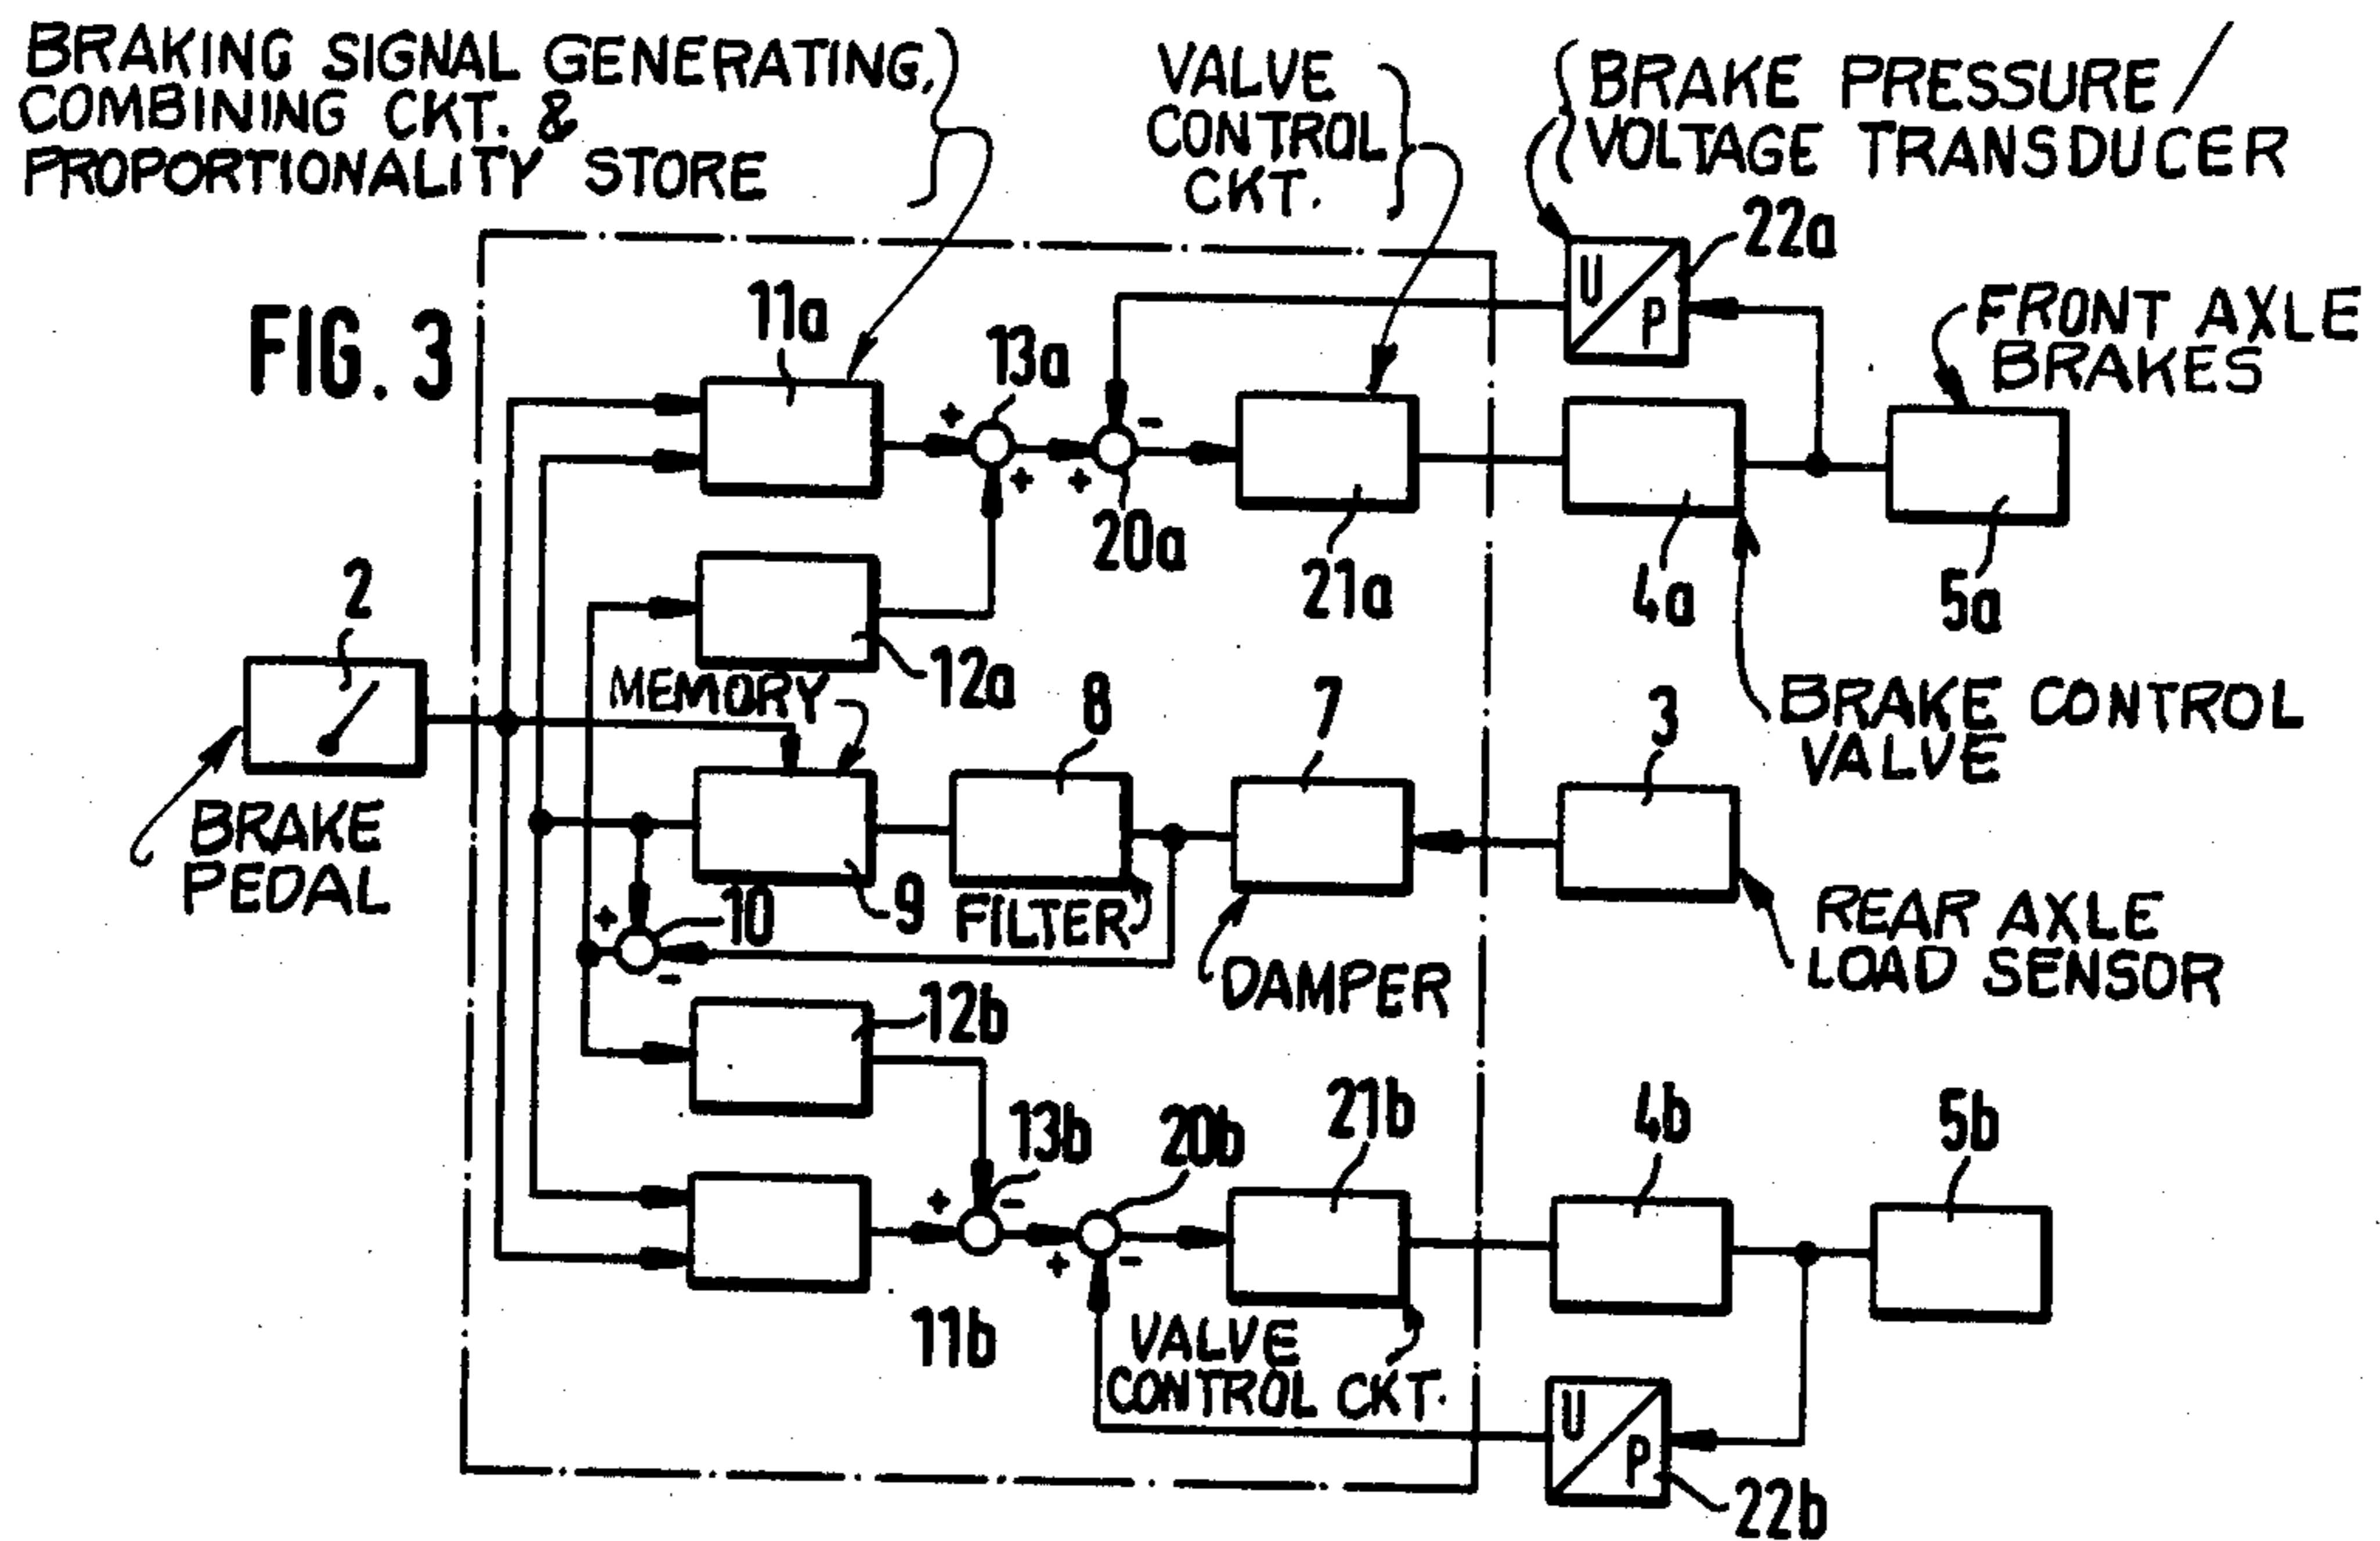 BRAKING SIGNAL GENERATING,
COMBINING CKT. &
PROPORTIONALITY STORE
VALVE
CONTROL
CKT.
BRAKE PRESSURE/
VOLTAGE TRANSDUCER
22a
U
P
FRONT AXLE
BRAKES
FIG. 3
11a
13a
+
+
+
-
20a
21a
4a
5a
2
12a
MEMORY
8
7
3
BRAKE CONTROL
VALVE
BRAKE
PEDAL
+
10
-
9
FILTER
DAMPER
REAR AXLE
LOAD SENSOR
12b
13b
20b
21b
4b
5b
+
-
+
-
11b
VALVE
CONTROL CKT.
U
P
22b